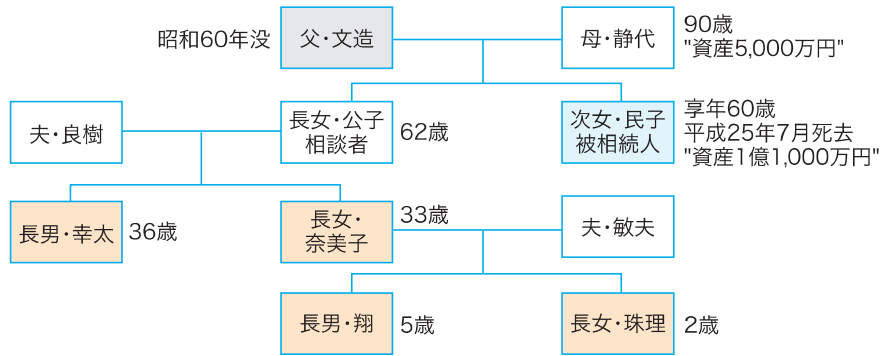 昭和60年没
父・文造
母・静代
90歳
"資産5,000万円"
夫・良樹
長女・公子
相談者
62歳
次女・民子
被相続人
享年60歳
平成25年7月死去
"資産1億1,000万円"
長男・幸太
36歳
長女・
奈美子
33歳
夫・敏夫
長男・翔
5歳
長女・珠理
2歳